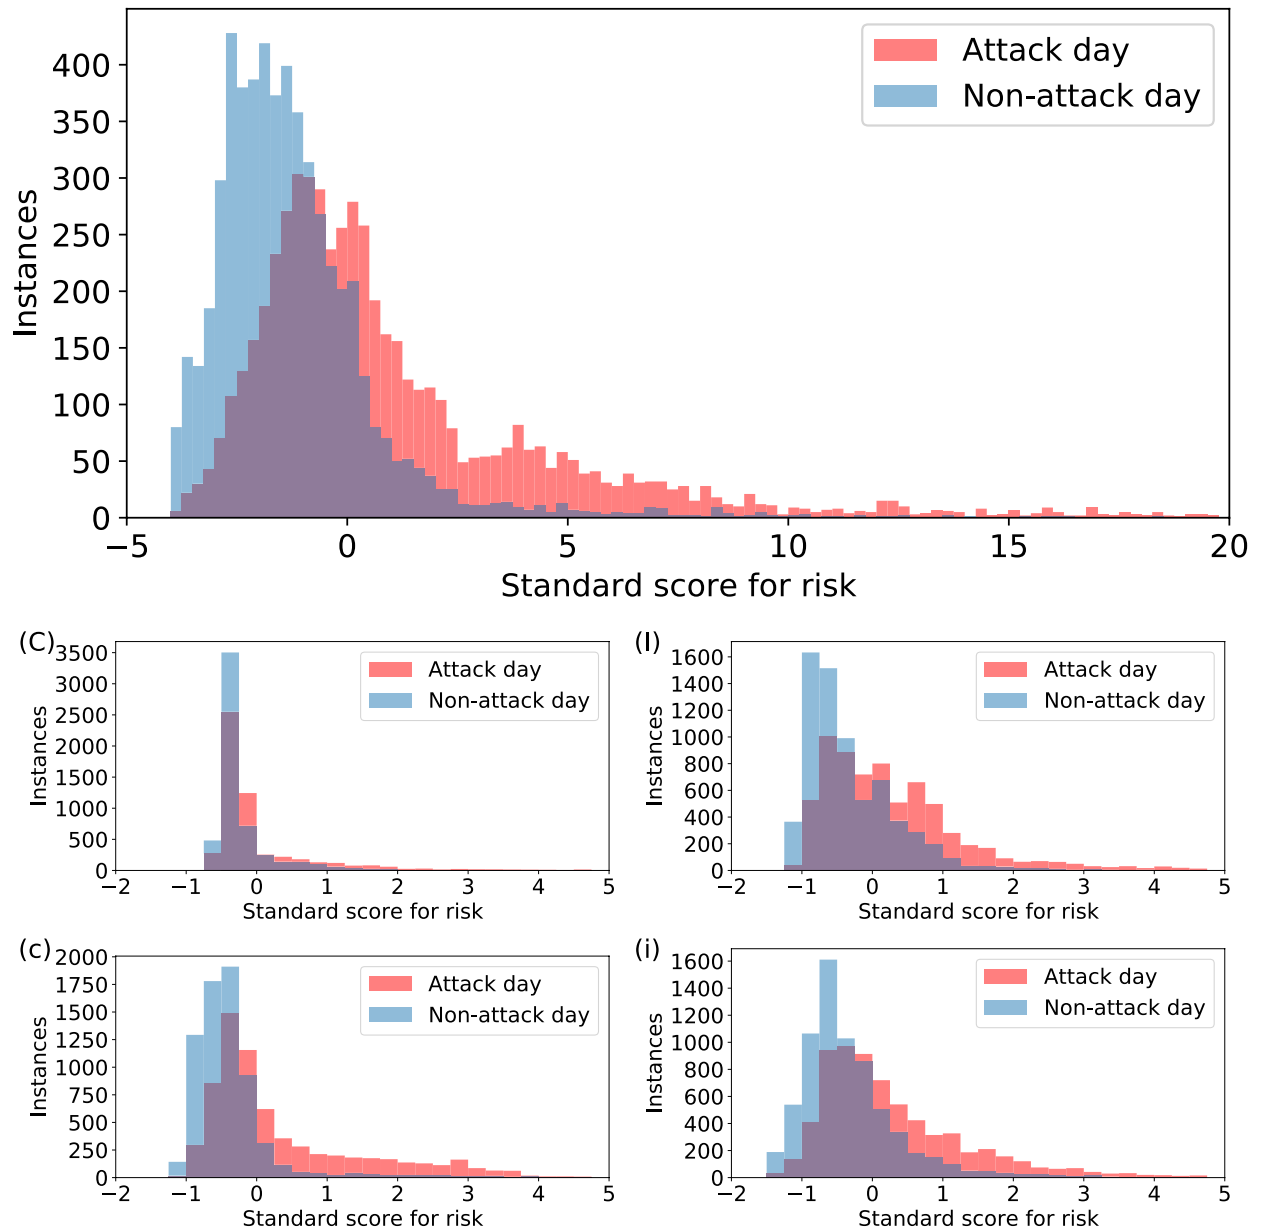 400
350
300
250
200
150
100
50
0
Instances
−5 0 5 10 15 20
Standard score for risk
Attack day
Non-attack day
(C)
3500
3000
2500
2000
1500
1000
500
0
Instances
−2 −1 0 1 2 3 4 5
Standard score for risk
Attack day
Non-attack day
(I)
1600
1400
1200
1000
800
600
400
200
0
Instances
−2 −1 0 1 2 3 4 5
Standard score for risk
Attack day
Non-attack day
(c)
2000
1750
1500
1250
1000
750
500
250
0
Instances
−2 −1 0 1 2 3 4 5
Standard score for risk
Attack day
Non-attack day
(i)
1600
1400
1200
1000
800
600
400
200
0
Instances
−2 −1 0 1 2 3 4 5
Standard score for risk
Attack day
Non-attack day